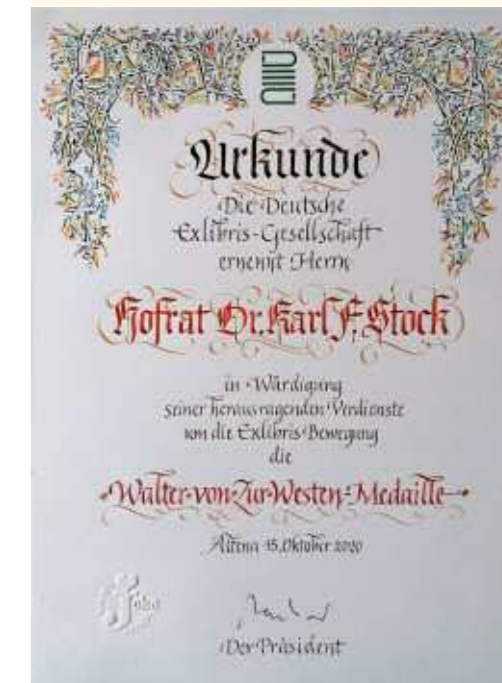 Urkunde
Die Deutsche
Exlibris-Gesellschaft
ernennt Herrn
Hofrat Dr. Karl F. Stock
in Würdigung
seiner herausragenden Verdienste
um die Exlibris-Bewegung
die
Walter-von-Zur-Westen-Medaille
Altena 15. Oktober 2020
Der Präsident